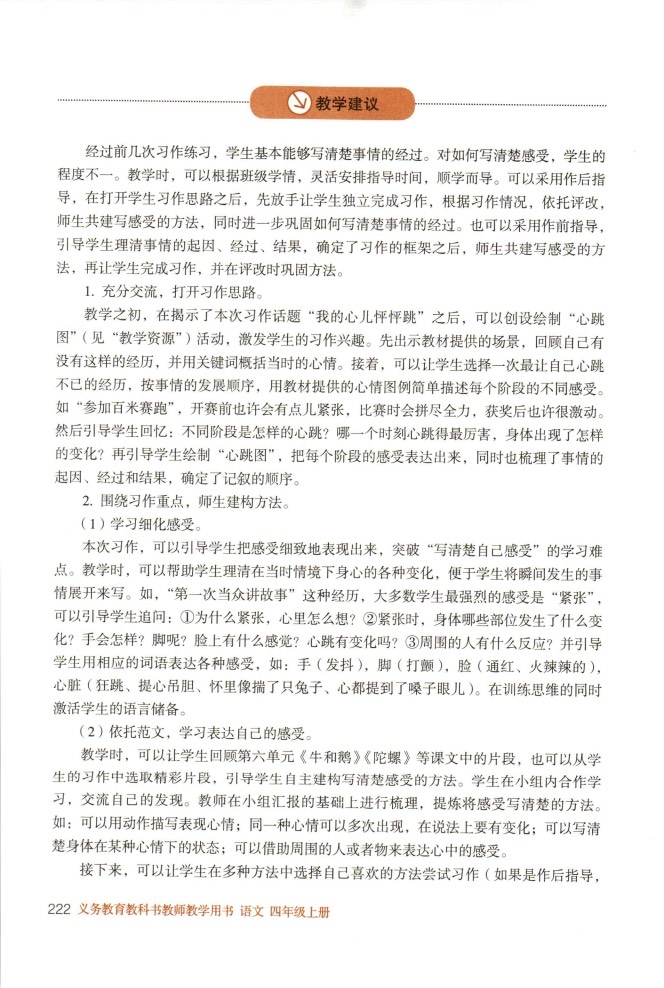 教学建议
经过前几次习作练习，学生基本能够写清楚事情的经过。对如何写清楚感受，学生的
程度不一。教学时，可以根据班级学情，灵活安排指导时间，顺学而导。可以采用作后指
导，在打开学生习作思路之后，先放手让学生独立完成习作，根据习作情况，依托评改，
师生共建写感受的方法，同时进一步巩固如何写清楚事情的经过。也可以采用作前指导，
引导学生理清事情的起因、经过、结果，确定了习作的框架之后，师生共建写感受的方
法，再让学生完成习作，并在评改时巩固方法。
1. 充分交流，打开习作思路。
教学之初，在揭示了本次习作话题“我的心儿怦怦跳”之后，可以创设绘制“心跳
图”（见“教学资源”）活动，激发学生的习作兴趣。先出示教材提供的场景，回顾自己有
没有这样的经历，并用关键词概括当时的心情。接着，可以让学生选择一次最让自己心跳
不已的经历，按事情的发展顺序，用教材提供的心情图例简单描述每个阶段的不同感受。
如“参加百米赛跑”，开赛前也许会有点儿紧张，比赛时会拼尽全力，获奖后也许很激动。
然后引导学生回忆：不同阶段是怎样的心跳？哪一个时刻心跳得最厉害，身体出现了怎样
的变化？再引导学生绘制“心跳图”，把每个阶段的感受表达出来，同时也梳理了事情的
起因、经过和结果，确定了记叙的顺序。
2. 围绕习作重点，师生建构方法。
（1）学习细化感受。
本次习作，可以引导学生把感受细致地表现出来，突破“写清楚自己感受”的学习难
点。教学时，可以帮助学生理清在当时情境下身心的各种变化，便于学生将瞬间发生的事
情展开来写。如，“第一次当众讲故事”这种经历，大多数学生最强烈的感受是“紧张”，
可以引导学生追问：①为什么紧张，心里怎么想？②紧张时，身体哪些部位发生了什么变
化？手会怎样？脚呢？脸上有什么感觉？心跳有变化吗？③周围的人有什么反应？并引导
学生用相应的词语表达各种感受，如：手（发抖），脚（打颤），脸（通红、火辣辣的），
心脏（狂跳、提心吊胆、怀里像揣了只兔子、心都提到了嗓子眼儿）。在训练思维的同时
激活学生的语言储备。
（2）依托范文，学习表达自己的感受。
教学时，可以让学生回顾第六单元《牛和鹅》《陀螺》等课文中的片段，也可以从学
生的习作中选取精彩片段，引导学生自主建构写清楚感受的方法。学生在小组内合作学
习，交流自己的发现。教师在小组汇报的基础上进行梳理，提炼将感受写清楚的方法。
如：可以用动作描写表现心情；同一种心情可以多次出现，在说法上要有变化；可以写清
楚身体在某种心情下的状态；可以借助周围的人或者物来表达心中的感受。
接下来，可以让学生在多种方法中选择自己喜欢的方法尝试习作（如果是作后指导，
222 义务教育教科书教师教学用书 语文 四年级上册